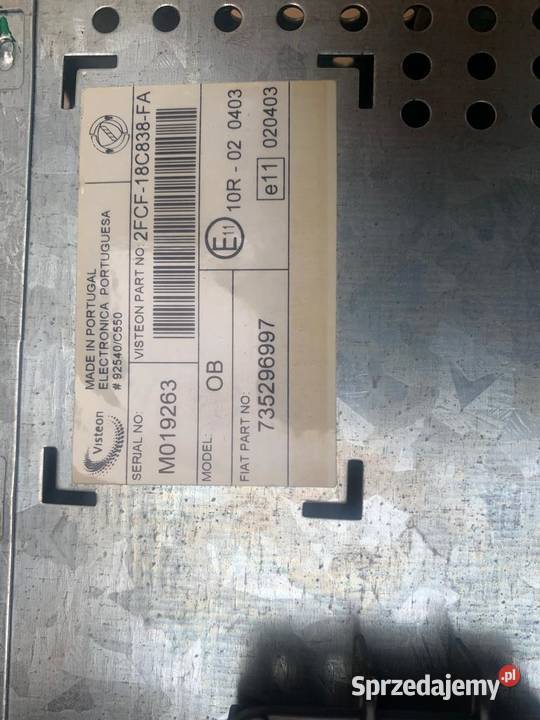 Visteon
MADE IN PORTUGAL
ELECTRONICA PORTUGUESA
# 92540/C550
SERIAL NO:
M019263
VISTEON PART NO: 2FCF-18C838-FA
MODEL:
OB
E11 10R - 02 0403
e11 020403
FIAT PART NO:
735296997
Sprzedajemy.pl